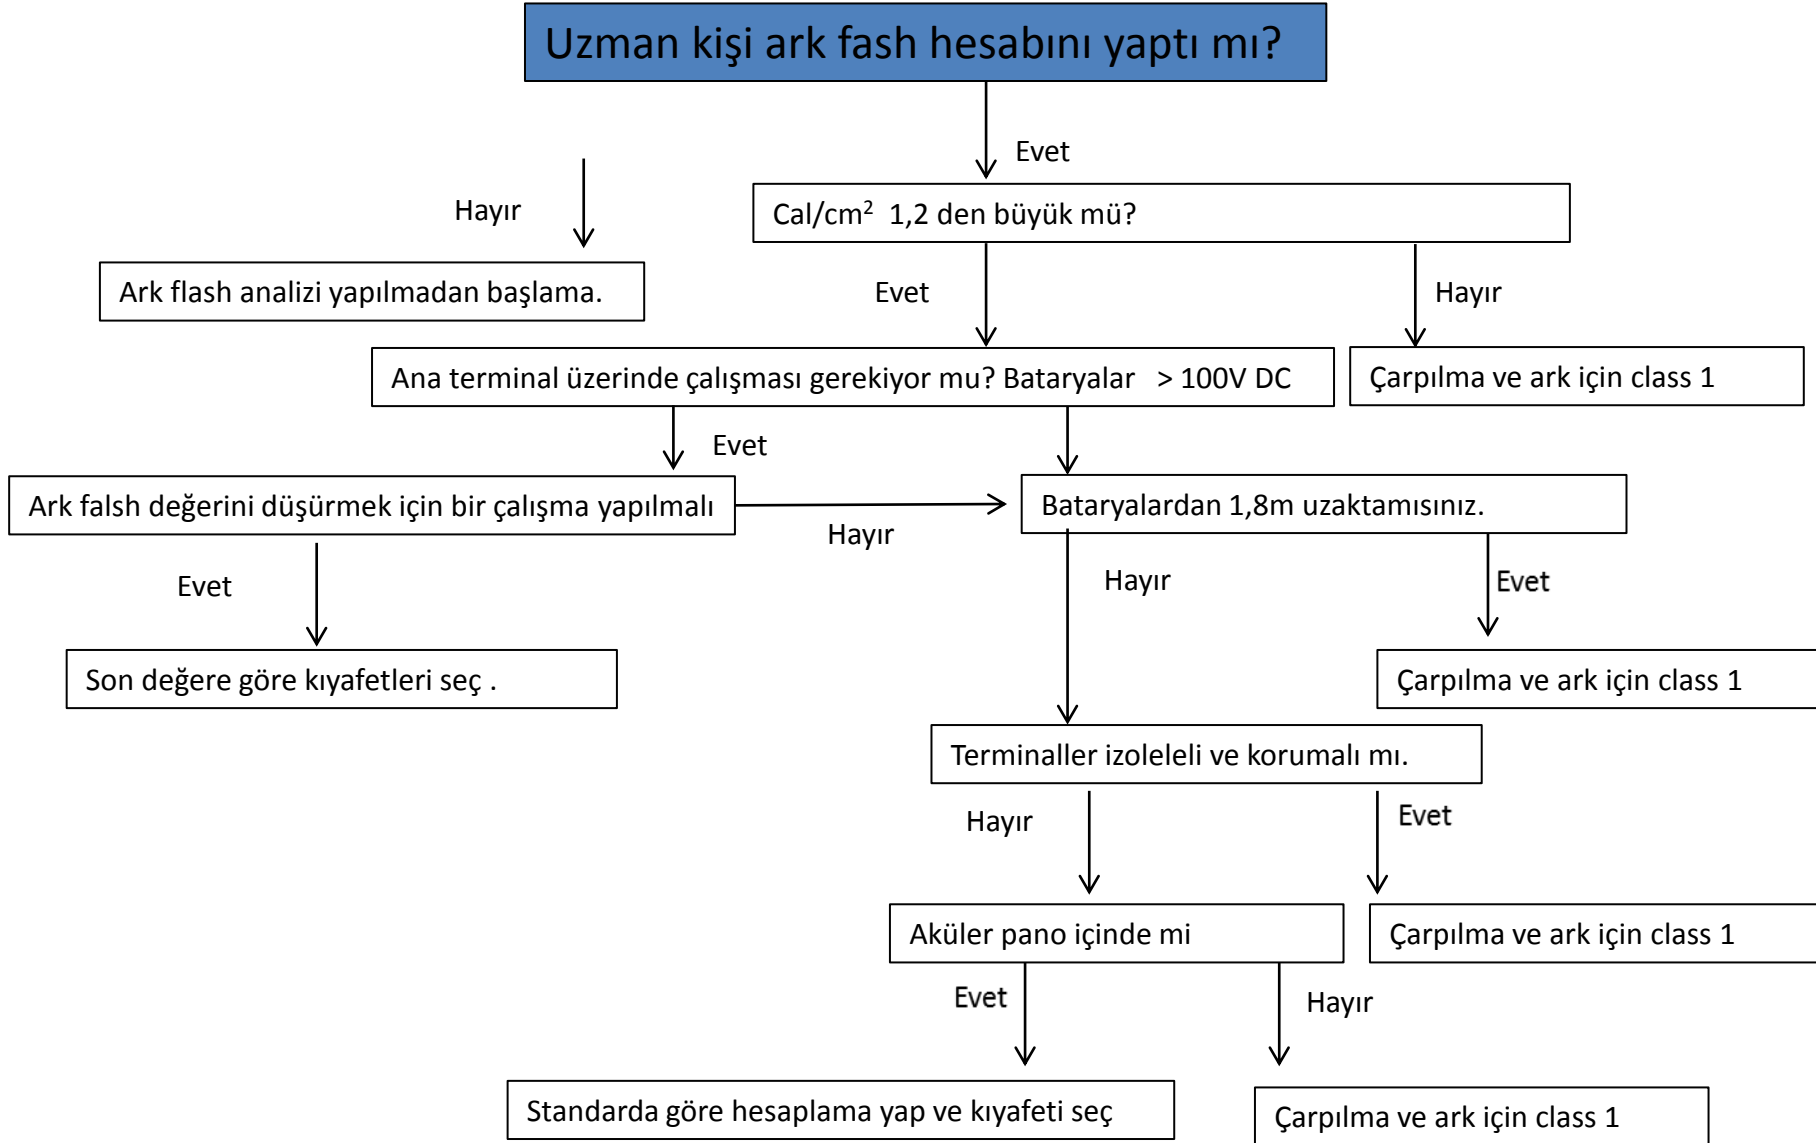 Uzman kişi ark fash hesabını yaptı mı?
Evet
Hayır
Cal/cm² 1,2 den büyük mü?
Ark flash analizi yapılmadan başlama.
Evet
Hayır
Ana terminal üzerinde çalışması gerekiyor mu? Bataryalar > 100V DC
Çarpılma ve ark için class 1
Evet
Ark falsh değerini düşürmek için bir çalışma yapılmalı
Hayır
Bataryalardan 1,8m uzaktamısınız.
Evet
Hayır
Evet
Son değere göre kıyafetleri seç .
Çarpılma ve ark için class 1
Terminaller izoleleli ve korumalı mı.
Hayır
Evet
Aküler pano içinde mi
Çarpılma ve ark için class 1
Evet
Hayır
Standarda göre hesaplama yap ve kıyafeti seç
Çarpılma ve ark için class 1